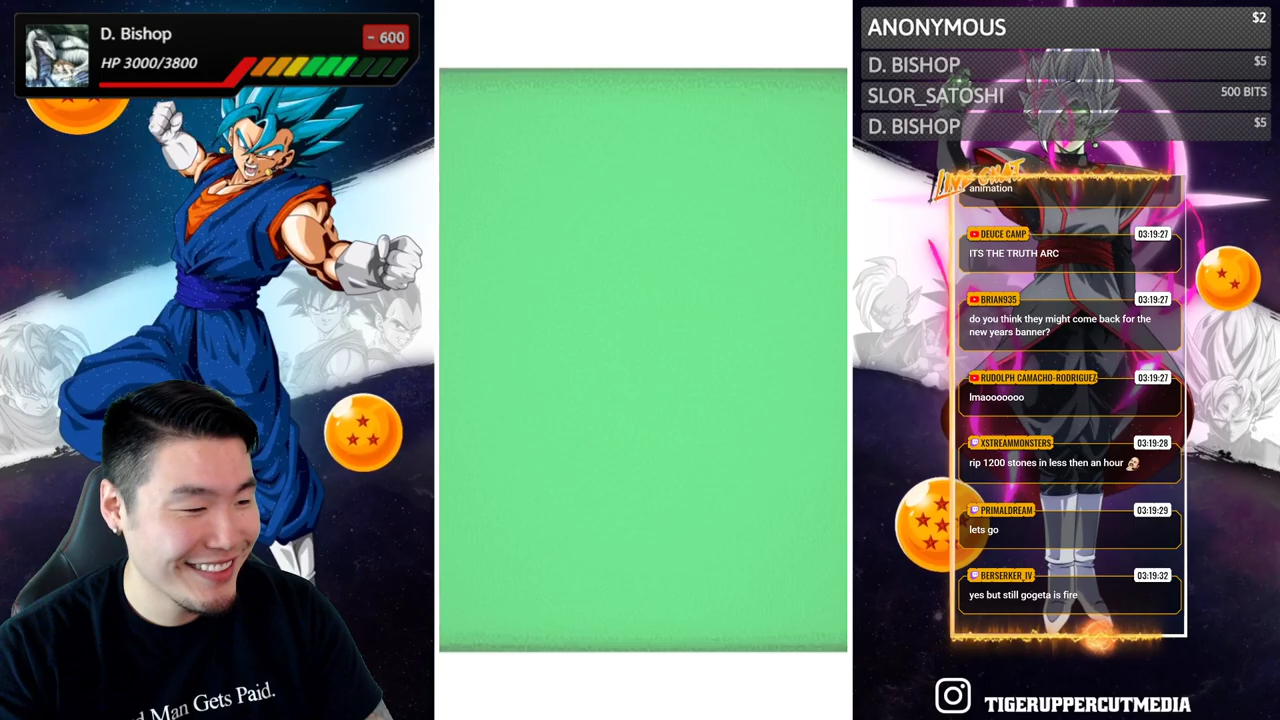 D. Bishop
- 600
HP 3000/3800
Man Gets Paid.
ANONYMOUS
$2
D. BISHOP
$5
SLOR_SATOSHI
500 BITS
D. BISHOP
$5
LIVE CHAT
animation
DEUCE CAMP
03:19:27
ITS THE TRUTH ARC
BRIAN935
03:19:27
do you think they might come back for the
new years banner?
RUDOLPH CAMACHO-RODRIGUEZ
03:19:27
lmaooooooo
XSTREAMMONSTERS
03:19:28
rip 1200 stones in less then an hour
PRIMALDREAM
03:19:29
lets go
BERSERKER_IV
03:19:32
yes but still gogeta is fire
TIGERUPPERCUTMEDIA